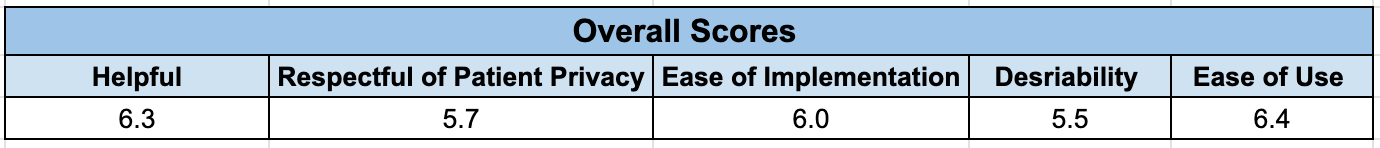 Overall Scores
Helpful Respectful of Patient Privacy Ease of Implementation Desriability Ease of Use
6.3 5.7 6.0 5.5 6.4